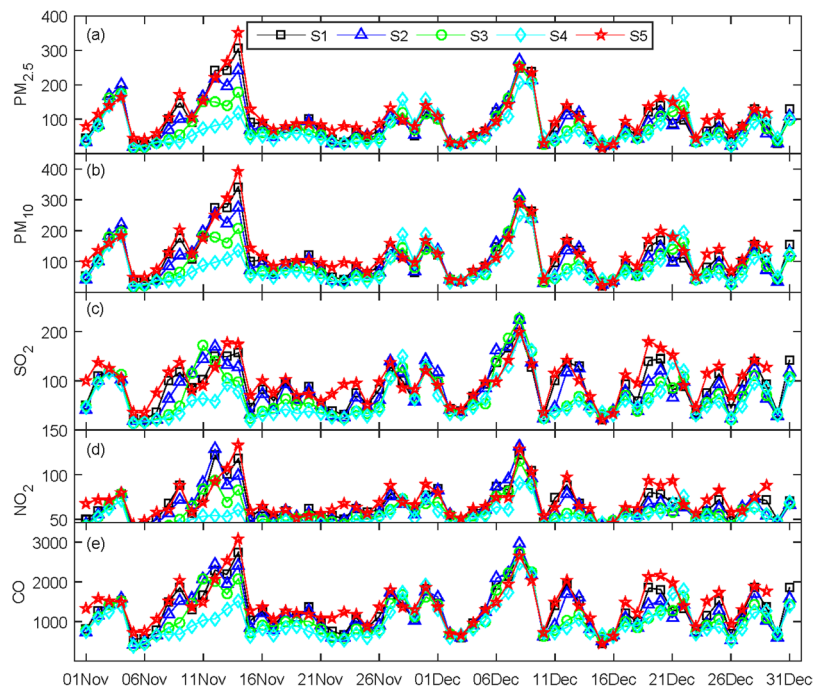 400
(a)
S1 S2 S3 S4 S5
300
PM2.5
200
100
400
(b)
300
PM10
200
100
(c)
200
SO2
100
150
(d)
NO2
100
50
(e)
3000
CO
2000
1000
01Nov 06Nov 11Nov 16Nov 21Nov 26Nov 01Dec 06Dec 11Dec 16Dec 21Dec 26Dec 31Dec